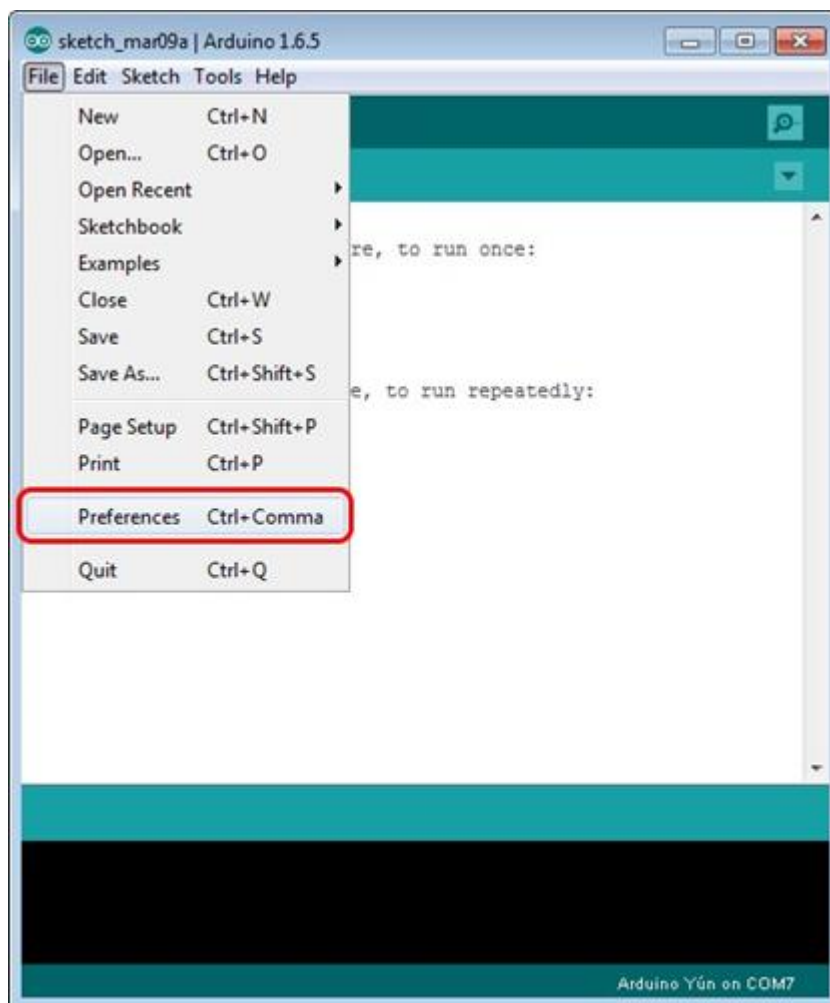 sketch_mar09a | Arduino 1.6.5
File Edit Sketch Tools Help
New Ctrl+N
Open... Ctrl+O
Open Recent
Sketchbook
re, to run once:
Examples
Close Ctrl+W
Save Ctrl+S
Save As... Ctrl+Shift+S
e, to run repeatedly:
Page Setup Ctrl+Shift+P
Print Ctrl+P
Preferences Ctrl+Comma
Quit Ctrl+Q
Arduino Yún on COM7